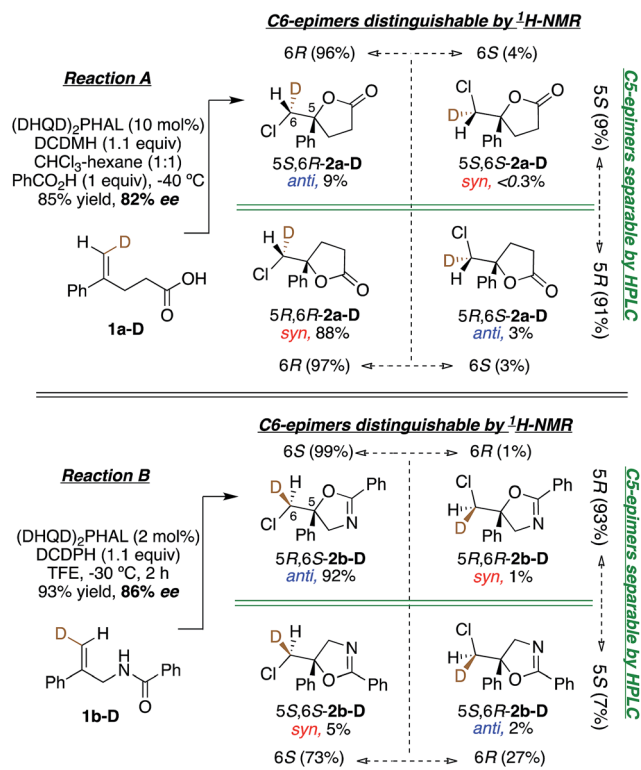 C6-epimers distinguishable by ¹H-NMR
6R (96%)
6S (4%)
Reaction A
(DHQD)₂PHAL (10 mol%)
DCDMH (1.1 equiv)
CHCl₃-hexane (1:1)
PhCO₂H (1 equiv), -40 ºC
85% yield, 82% ee
H D
5
O
O
Cl 6
Ph
5S,6R-2a-D
anti, 9%
Cl
O
O
D
H Ph
5S,6S-2a-D
syn, <0.3%
5S (9%)
H D
Ph
OH
O
1a-D
H D
Cl
Ph O
O
5R,6R-2a-D
syn, 88%
Cl
D
H Ph O
O
5R,6S-2a-D
anti, 3%
5R (91%)
C5-epimers separable by HPLC
6R (97%)
6S (3%)
C6-epimers distinguishable by ¹H-NMR
6S (99%)
6R (1%)
Reaction B
(DHQD)₂PHAL (2 mol%)
DCDPH (1.1 equiv)
TFE, -30 ºC, 2 h
93% yield, 86% ee
D H
5
O
Ph
Cl 6
N
Ph
5R,6S-2b-D
anti, 92%
Cl
O
Ph
H
N
D Ph
5R,6R-2b-D
syn, 1%
5R (93%)
D H
Ph
H
N
Ph
O
1b-D
D H
N
Cl
Ph O
Ph
5S,6S-2b-D
syn, 5%
Cl
N
H
D Ph O
Ph
5S,6R-2b-D
anti, 2%
5S (7%)
C5-epimers separable by HPLC
6S (73%)
6R (27%)